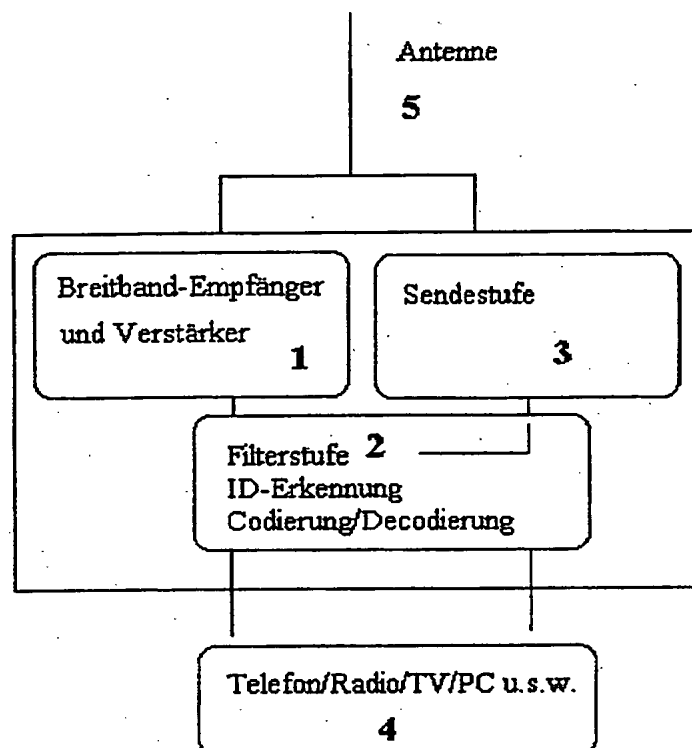 Antenne
5
Breitband-Empfänger
und Verstärker
1
Sendestufe
3
Filterstufe 2
ID-Erkennung
Codierung/Decodierung
Telefon/Radio/TV/PC u.s.w.
4